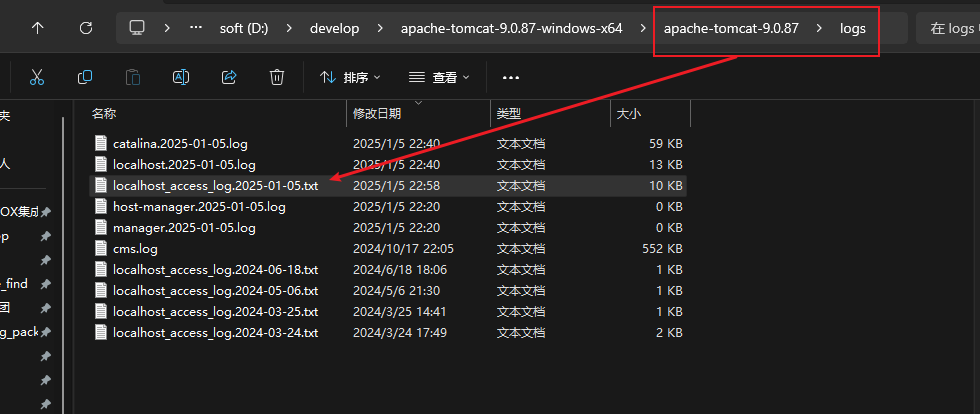 soft (D:) > develop > apache-tomcat-9.0.87-windows-x64 > apache-tomcat-9.0.87 > logs
在 logs
排序 查看
名称 修改日期 类型 大小
夹
catalina.2025-01-05.log 2025/1/5 22:40 文本文档 59 KB
人 localhost.2025-01-05.log 2025/1/5 22:40 文本文档 13 KB
localhost_access_log.2025-01-05.txt 2025/1/5 22:58 文本文档 10 KB
OX集成 host-manager.2025-01-05.log 2025/1/5 22:20 文本文档 0 KB
p manager.2025-01-05.log 2025/1/5 22:20 文本文档 0 KB
cms.log 2024/10/17 22:05 文本文档 552 KB
localhost_access_log.2024-06-18.txt 2024/6/18 18:06 文本文档 1 KB
_find localhost_access_log.2024-05-06.txt 2024/5/6 21:30 文本文档 1 KB
团 localhost_access_log.2024-03-25.txt 2024/3/25 14:41 文本文档 1 KB
g_pack localhost_access_log.2024-03-24.txt 2024/3/24 17:49 文本文档 2 KB